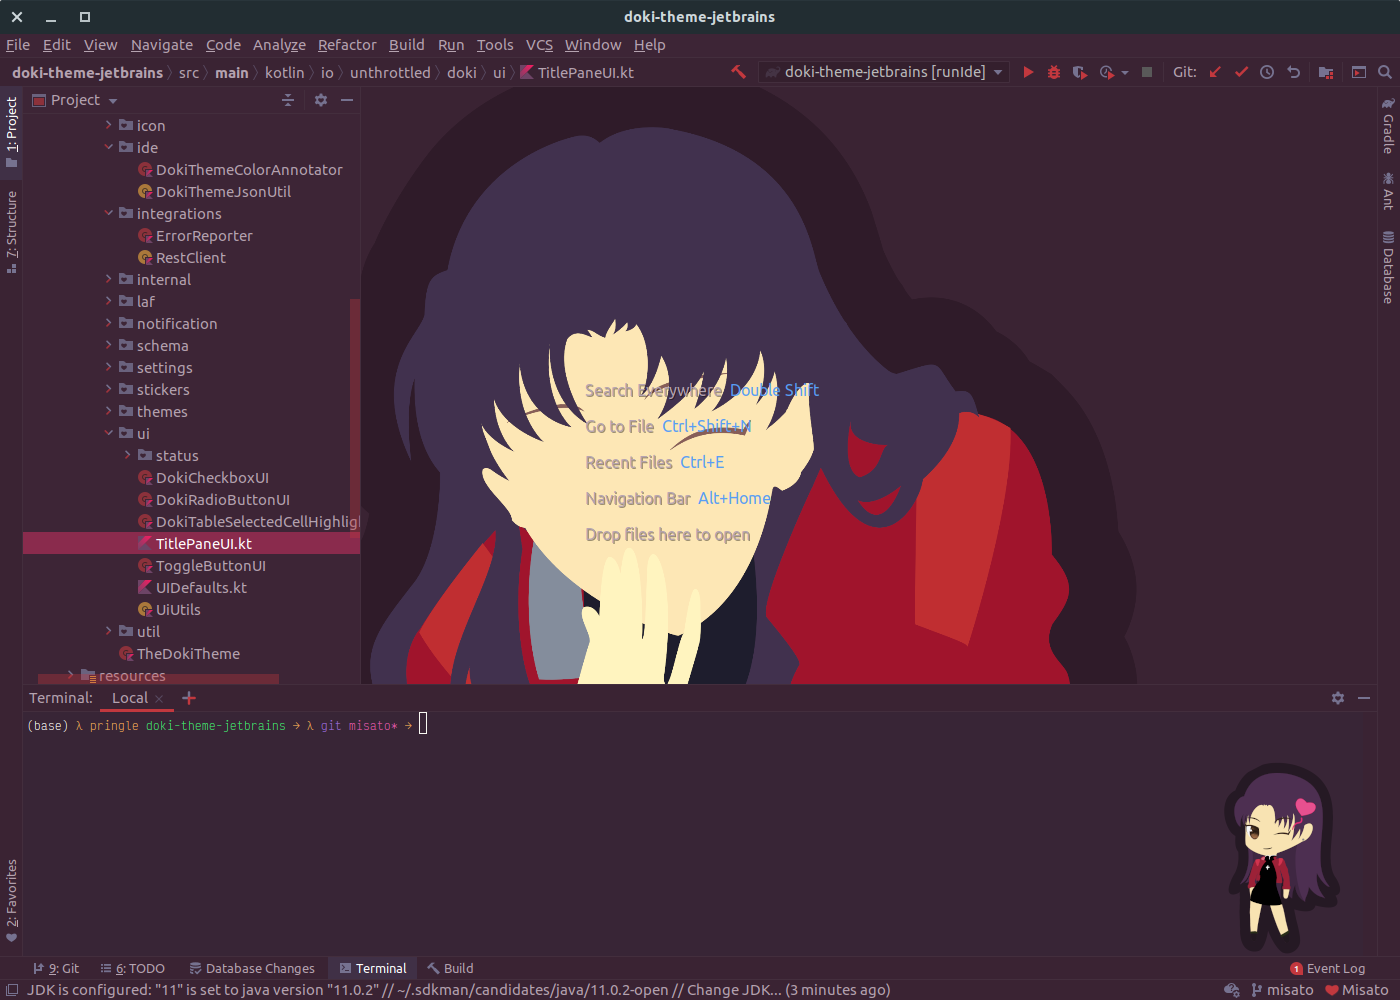 doki-theme-jetbrains
File Edit View Navigate Code Analyze Refactor Build Run Tools VCS Window Help
doki-theme-jetbrains src main kotlin io unthrottled doki ui TitlePaneUI.kt doki-theme-jetbrains [runIde] Git:
1: Project
7: Structure
2: Favorites
Project
icon
ide
DokiThemeColorAnnotator
DokiThemeJsonUtil
integrations
ErrorReporter
RestClient
internal
laf
notification
schema
settings
stickers
themes
ui
status
DokiCheckboxUI
DokiRadioButtonUI
DokiTableSelectedCellHighlig
TitlePaneUI.kt
ToggleButtonUI
UIDefaults.kt
UiUtils
util
TheDokiTheme
resources
Search Everywhere Double Shift
Go to File Ctrl+Shift+N
Recent Files Ctrl+E
Navigation Bar Alt+Home
Drop files here to open
Gradle
Ant
Database
Terminal: Local
(base) λ pringle doki-theme-jetbrains → λ git misato* →
9: Git 6: TODO Database Changes Terminal Build 1 Event Log
JDK is configured: "11" is set to java version "11.0.2" // ~/.sdkman/candidates/java/11.0.2-open // Change JDK... (3 minutes ago) misato Misato